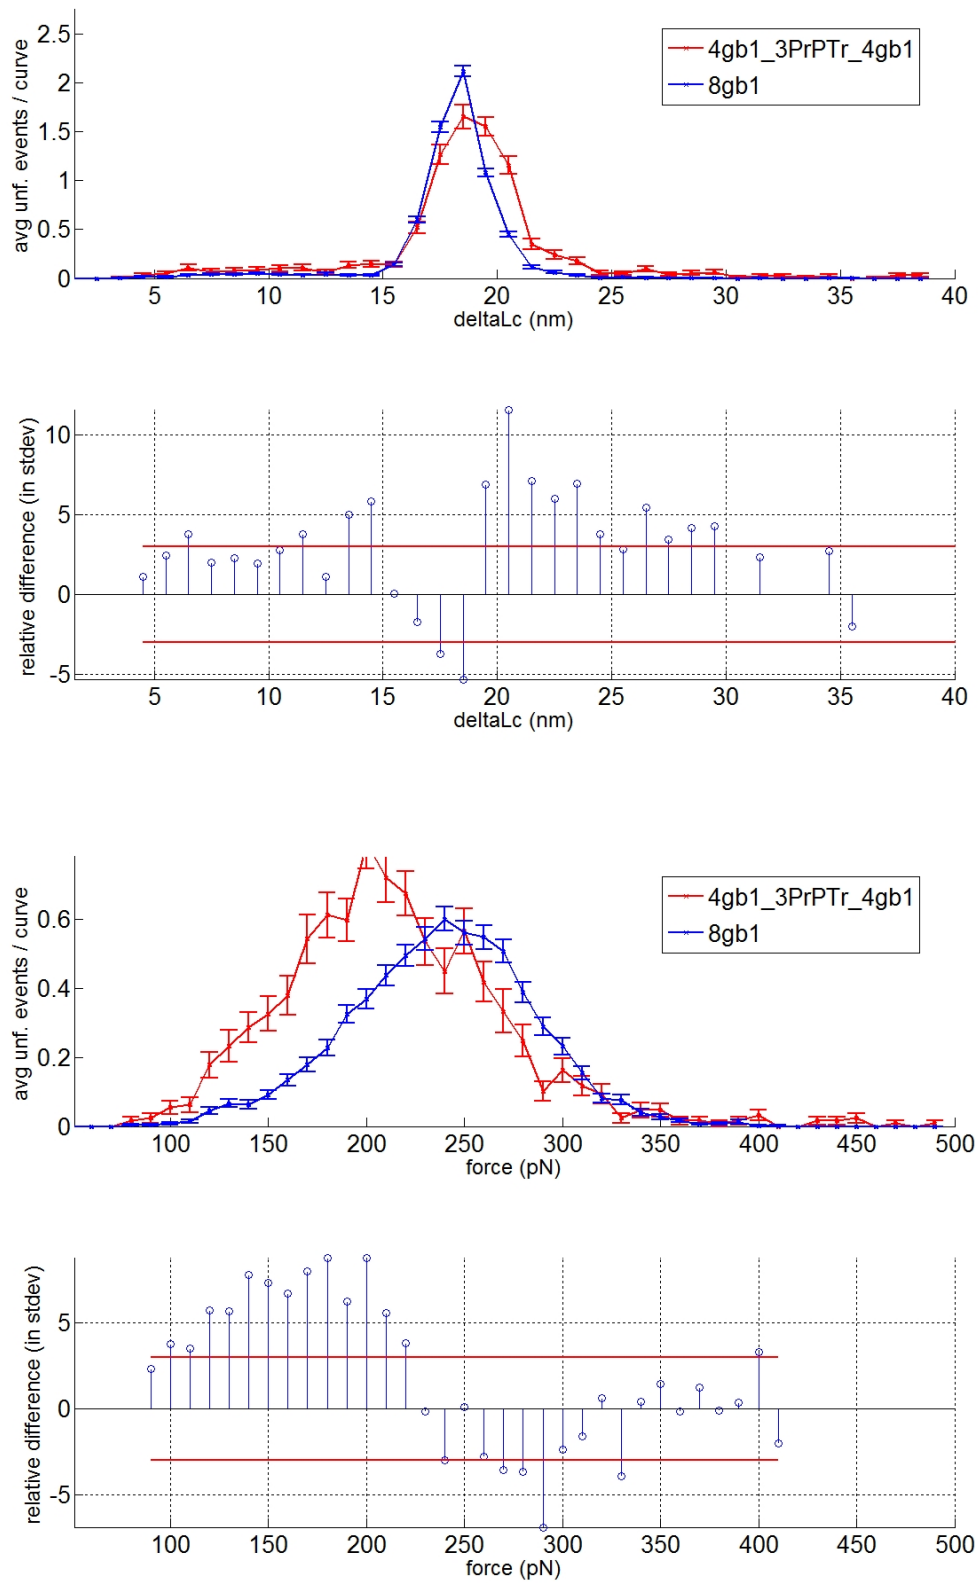 avg unf. events / curve
2.5
2
1.5
1
0.5
0
4gb1_3PrPTr_4gb1
8gb1
5 10 15 20 25 30 35 40
deltaLc (nm)
relative difference (in stdev)
10
5
0
-5
5 10 15 20 25 30 35 40
deltaLc (nm)
avg unf. events / curve
0.6
0.4
0.2
0
4gb1_3PrPTr_4gb1
8gb1
100 150 200 250 300 350 400 450 500
force (pN)
relative difference (in stdev)
5
0
-5
100 150 200 250 300 350 400 450 500
force (pN)